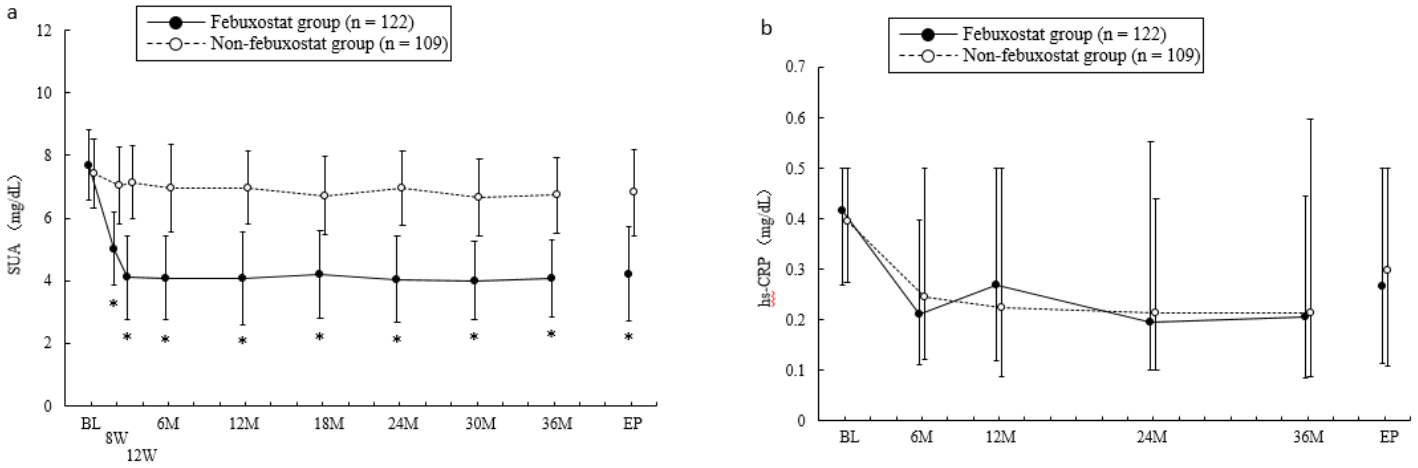 a
Febuxostat group (n = 122)
Non-febuxostat group (n = 109)
12
10
8
6
4
2
0
SUA (mg/dL)
* * * * * * * * *
BL 8W 12W 6M 12M 18M 24M 30M 36M EP
b
Febuxostat group (n = 122)
Non-febuxostat group (n = 109)
0.7
0.6
0.5
0.4
0.3
0.2
0.1
0
hs-CRP (mg/dL)
BL 6M 12M 24M 36M EP